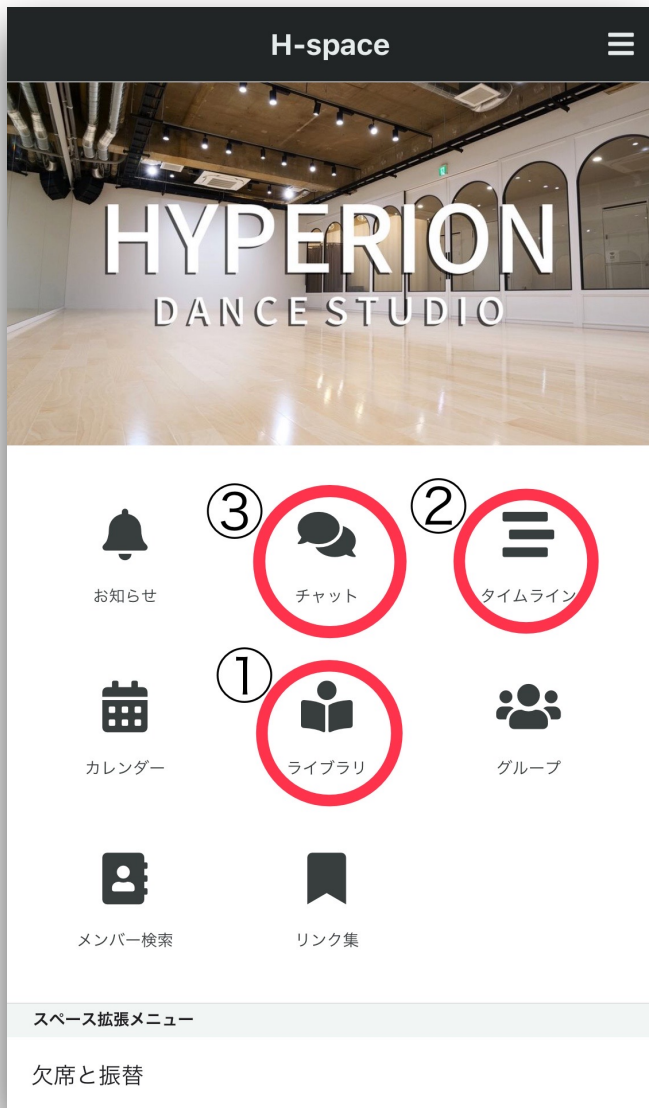 H-space
HYPERION
DANCE STUDIO
③
②
お知らせ
チャット
タイムライン
①
カレンダー
ライブラリ
グループ
メンバー検索
リンク集
スペース拡張メニュー
欠席と振替